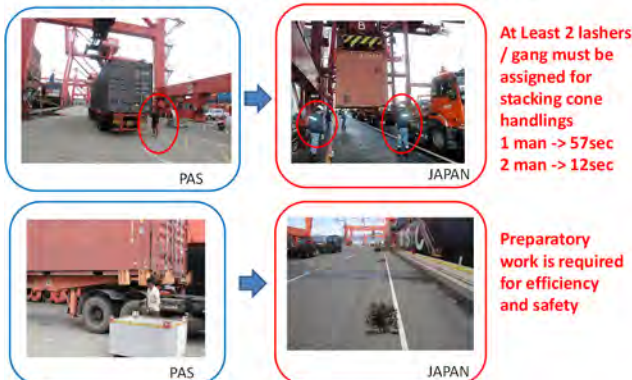 PAS
JAPAN
At Least 2 lashers
/ gang must be
assigned for
stacking cone
handlings
1 man -> 57sec
2 man -> 12sec
PAS
JAPAN
Preparatory
work is required
for efficiency
and safety